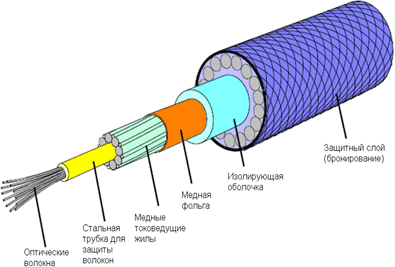 Защитный слой
(бронирование)
Изолирующая
оболочка
Медная
фольга
Медные
токоведущие
жилы
Стальная
трубка для
защиты
волокон
Оптические
волокна